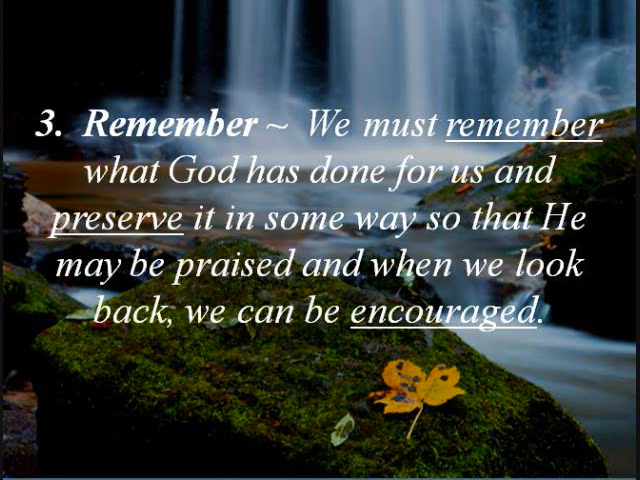 3. Remember ~ We must remember
what God has done for us and
preserve it in some way so that He
may be praised and when we look
back, we can be encouraged.